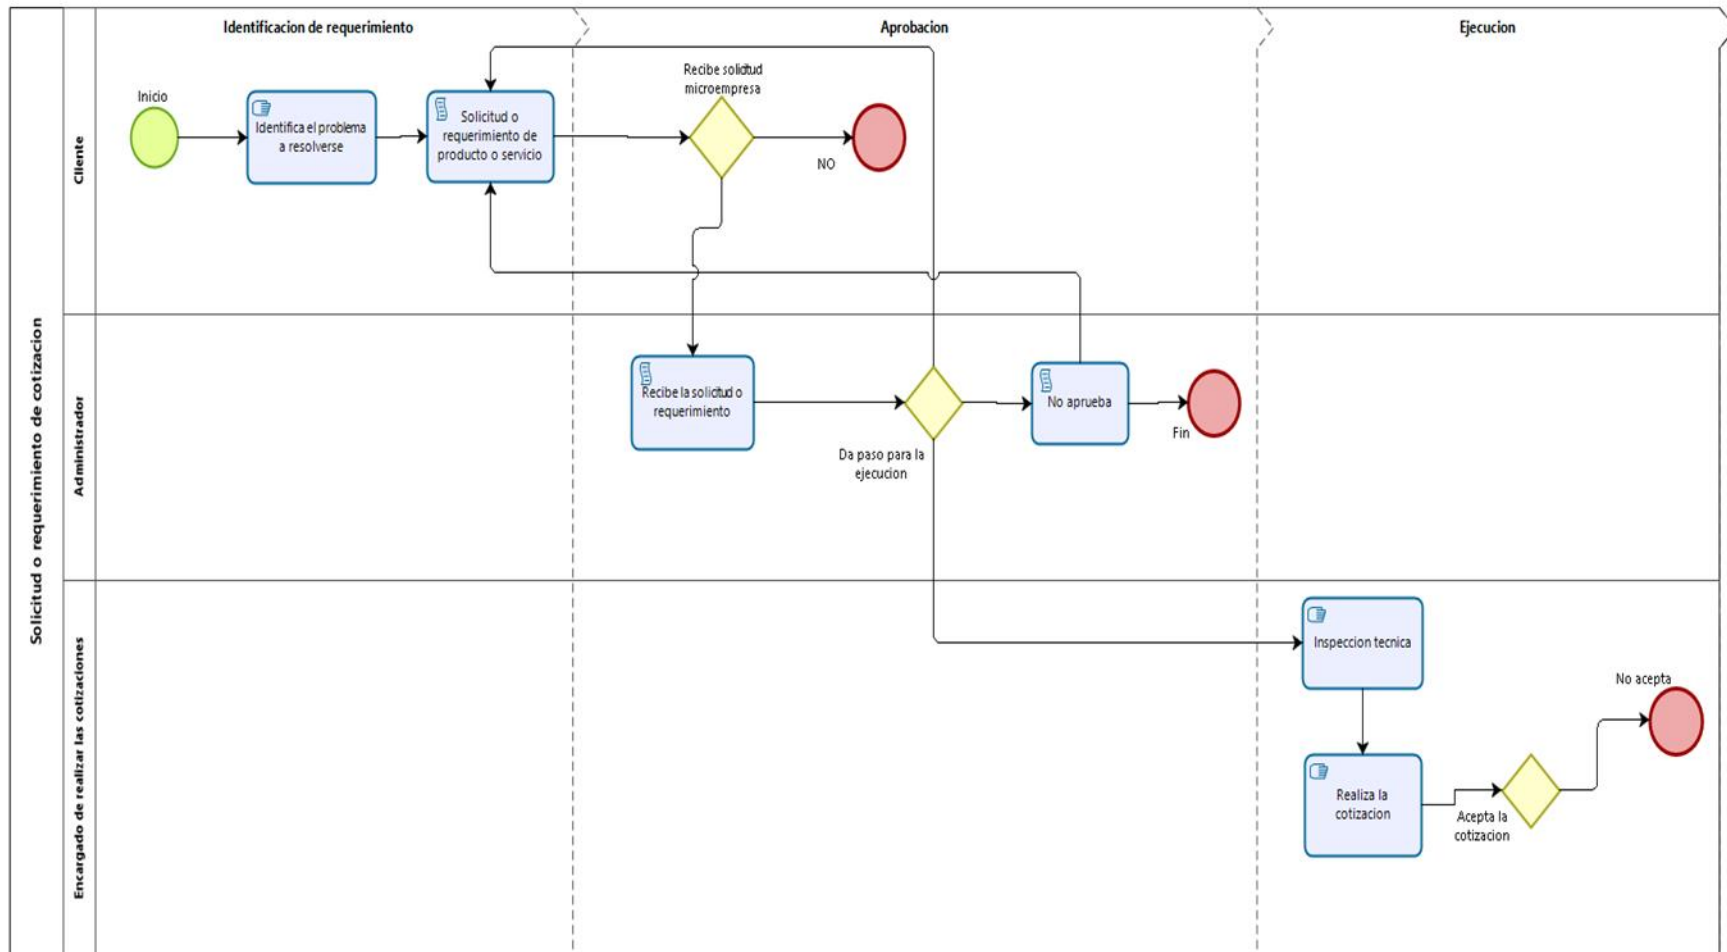 Solicitud o requerimiento de cotizacion
Identificacion de requerimiento
Aprobacion
Ejecucion
Cliente
Inicio
Identifica el problema
a resolverse
Solicitud o
requerimiento de
producto o servicio
Recibe solicitud
microempresa
NO
Administrador
Recibe la solicitud o
requerimiento
Da paso para la
ejecucion
No aprueba
Fin
Encargado de realizar las cotizaciones
Inspeccion tecnica
Realiza la
cotizacion
Acepta la
cotizacion
No acepta